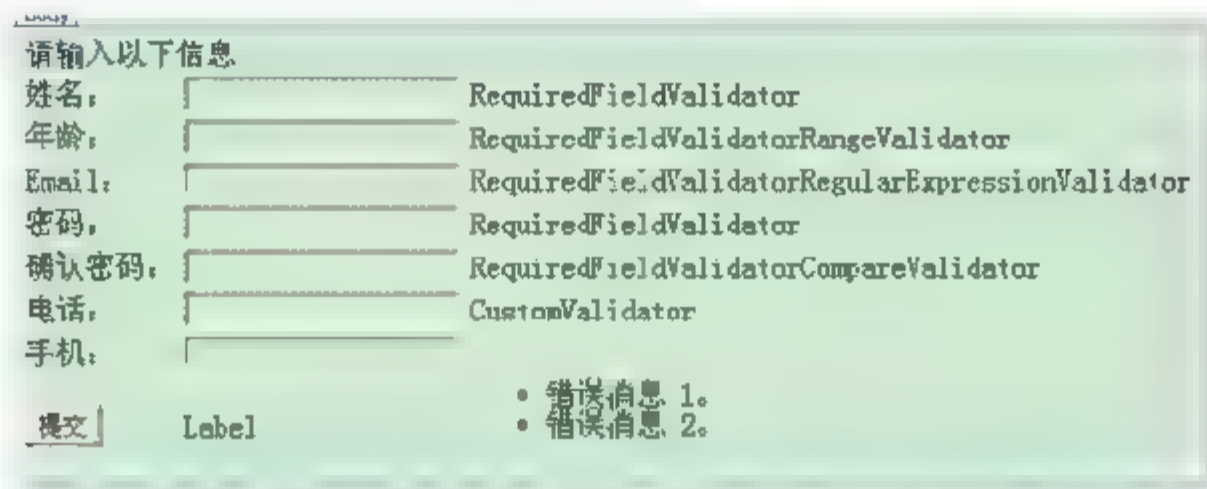 请输入以下信息
姓名： RequiredFieldValidator
年龄： RequiredFieldValidatorRangeValidator
Email： RequiredFieldValidatorRegularExpressionValidator
密码： RequiredFieldValidator
确认密码： RequiredFieldValidatorCompareValidator
电话： CustomValidator
手机：
• 错误消息 1。
提交 Label • 错误消息 2。